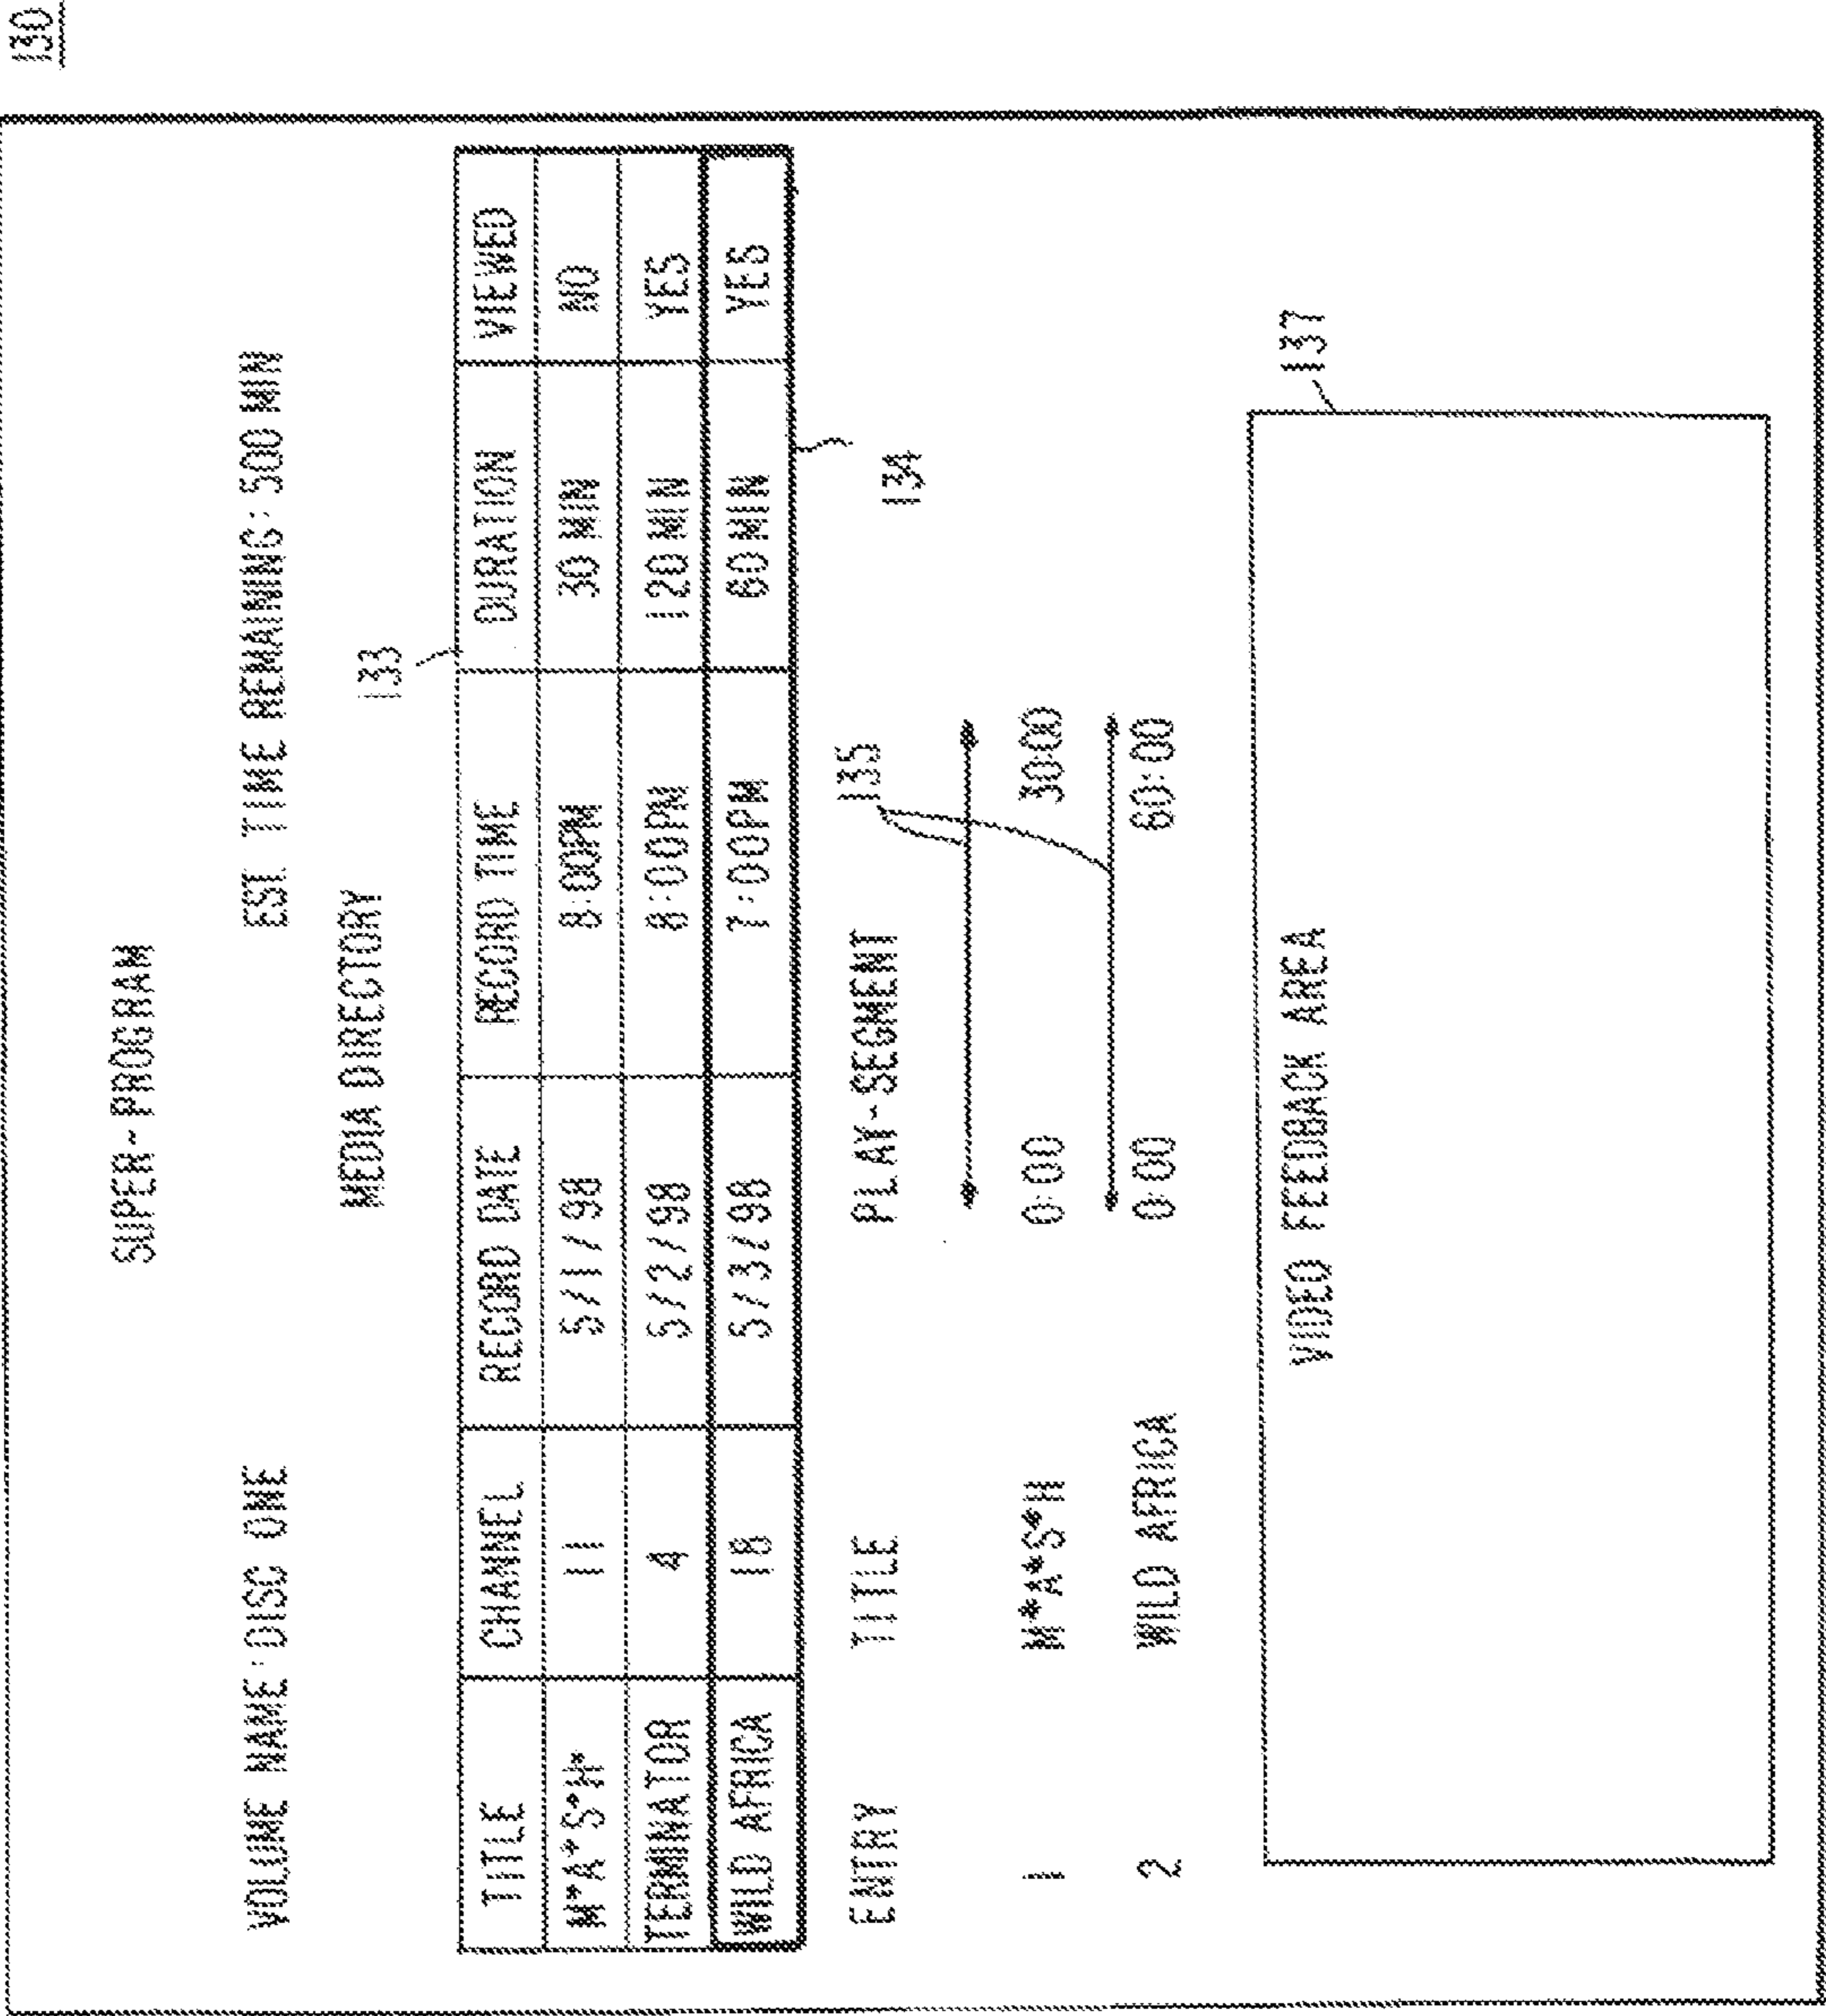 130
SUPER-PROGRAM
VOLUME NAME: DISC ONE EST TIME REMAINING: 500 MIN
MEDIA DIRECTORY
133
TITLE CHANNEL RECORD DATE RECORD TIME DURATION VIEWED
M*A*S*H* 11 5/1/98 8:00PM 30 MIN NO
TERMINATOR 4 5/2/98 8:00PM 120 MIN YES
WILD AFRICA 18 5/3/98 7:00PM 60 MIN YES
134
ENTRY TITLE PLAY-SEGMENT
135
1 M*A*S*H 0:00 30:00
2 WILD AFRICA 0:00 60:00
137
VIDEO FEEDBACK AREA